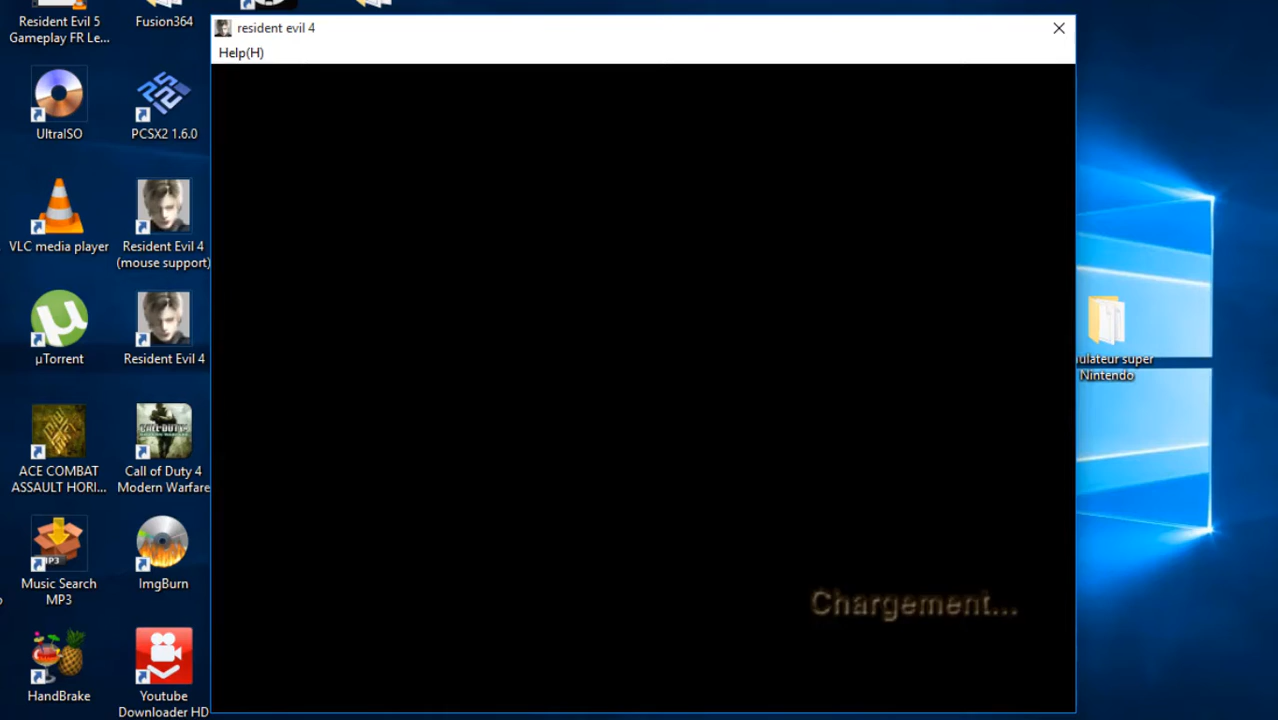 Resident Evil 5
Gameplay FR Le...
Fusion364
resident evil 4
Help(H)
UltraISO
PCSX2 1.6.0
VLC media player
Resident Evil 4
(mouse support)
µTorrent
Resident Evil 4
ulateur super
Nintendo
ACE COMBAT
ASSAULT HORI...
Call of Duty 4
Modern Warfare
Music Search
MP3
ImgBurn
Chargement...
HandBrake
Youtube
Downloader HD